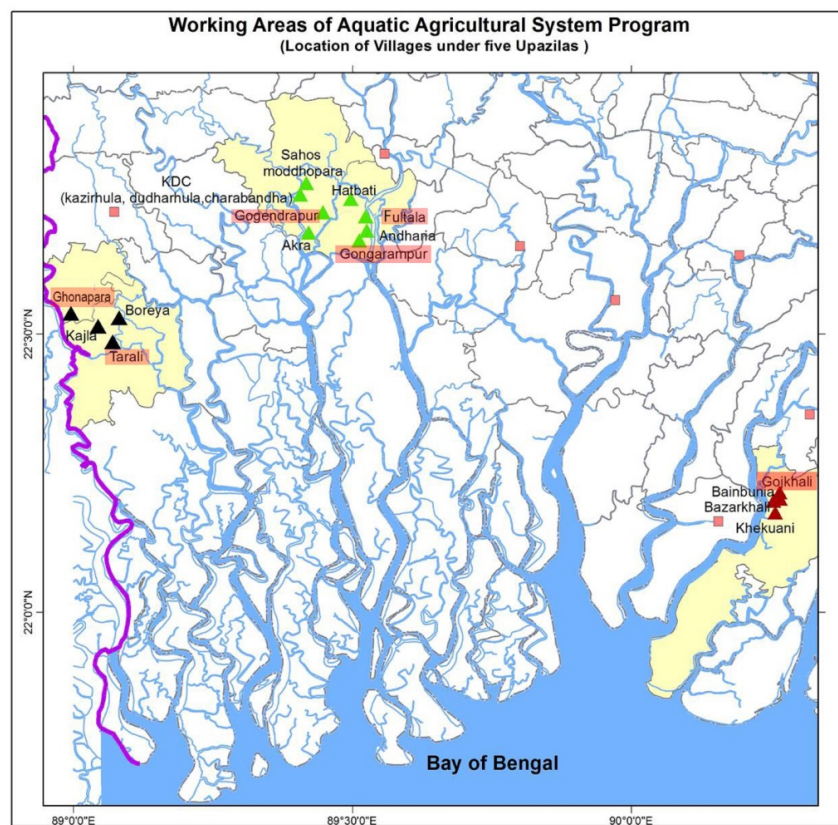 Working Areas of Aquatic Agricultural System Program
(Location of Villages under five Upazilas )
Sahos
moddhopara
KDC
(kazirhula, dudhamula,charabandha)
Hatbati
Gogendrapur
Fultala
Akra
Andharia
Gongarampur
Ghonapara
Boreya
Kajla
Tarali
22°30'0"N
Gojkhali
Bainbunia
Bazarkhali
Khekuani
22°0'0"N
Bay of Bengal
89°0'0"E
89°30'0"E
90°0'0"E